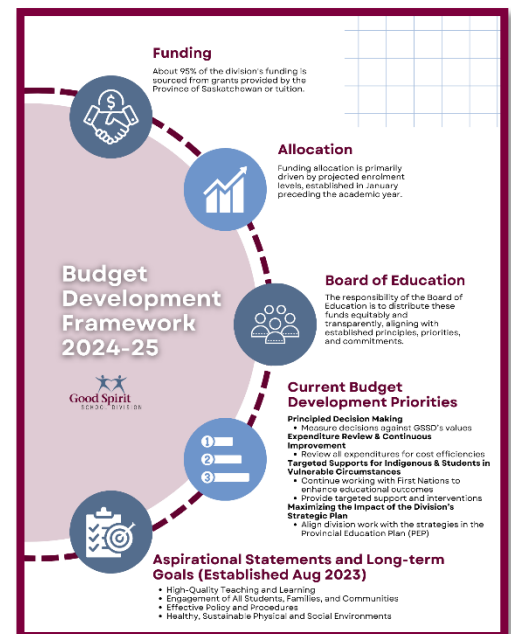 Funding
About 95% of the division's funding is
sourced from grants provided by the
Province of Saskatchewan or tuition.
$
Allocation
Funding allocation is primarily
driven by projected enrolment
levels, established in January
preceding the academic year.
Budget
Development
Framework
2024-25
Good Spirit
SCHOOL DIVISION
Board of Education
The responsibility of the Board of
Education is to distribute these
funds equitably and
transparently, aligning with
established principles, priorities,
and commitments.
Current Budget
Development Priorities
Principled Decision Making
• Measure decisions against GSSD's values
Expenditure Review & Continuous
Improvement
• Review all expenditures for cost efficiencies
Targeted Supports for Indigenous & Students in
Vulnerable Circumstances
• Continue working with First Nations to
enhance educational outcomes
• Provide targeted support and interventions
Maximizing the Impact of the Division's
Strategic Plan
• Align division work with the strategies in the
Provincial Education Plan (PEP)
1
2
3
Aspirational Statements and Long-term
Goals (Established Aug 2023)
• High-Quality Teaching and Learning
• Engagement of All Students, Families, and Communities
• Effective Policy and Procedures
• Healthy, Sustainable Physical and Social Environments